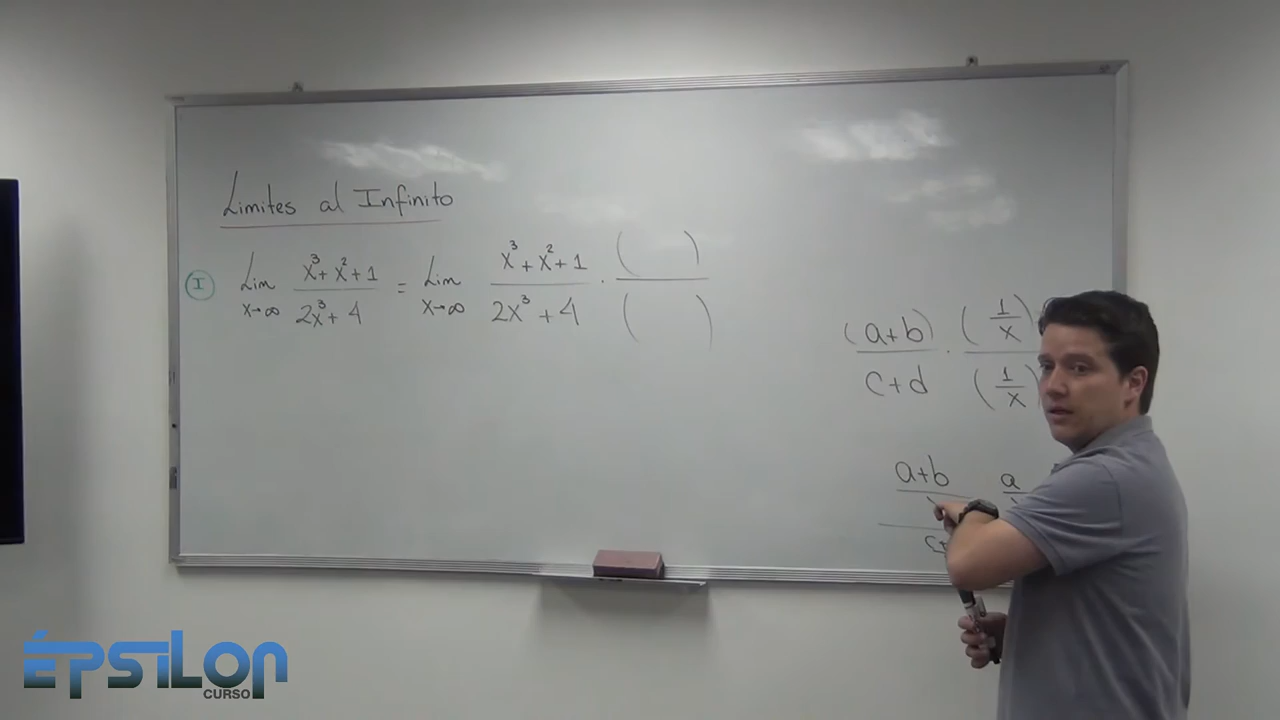 Limites al Infinito
I Lim x→∞ x³+x²+1 / 2x³+4 = Lim x→∞ x³+x²+1 / 2x³+4 · ( ) / ( )
(a+b) / c+d · (1/x) / (1/x)
a+b
a
ÉPSILON
CURSO